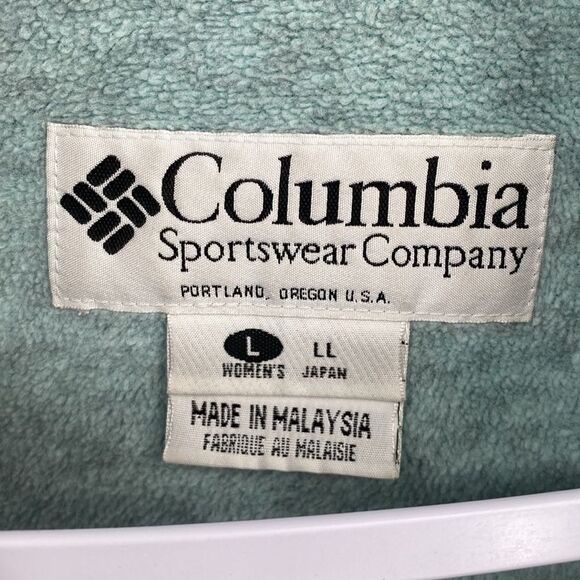 Columbia
Sportswear Company
PORTLAND, OREGON U.S.A.
L LL
WOMEN'S JAPAN
MADE IN MALAYSIA
FABRIQUE AU MALAISIE